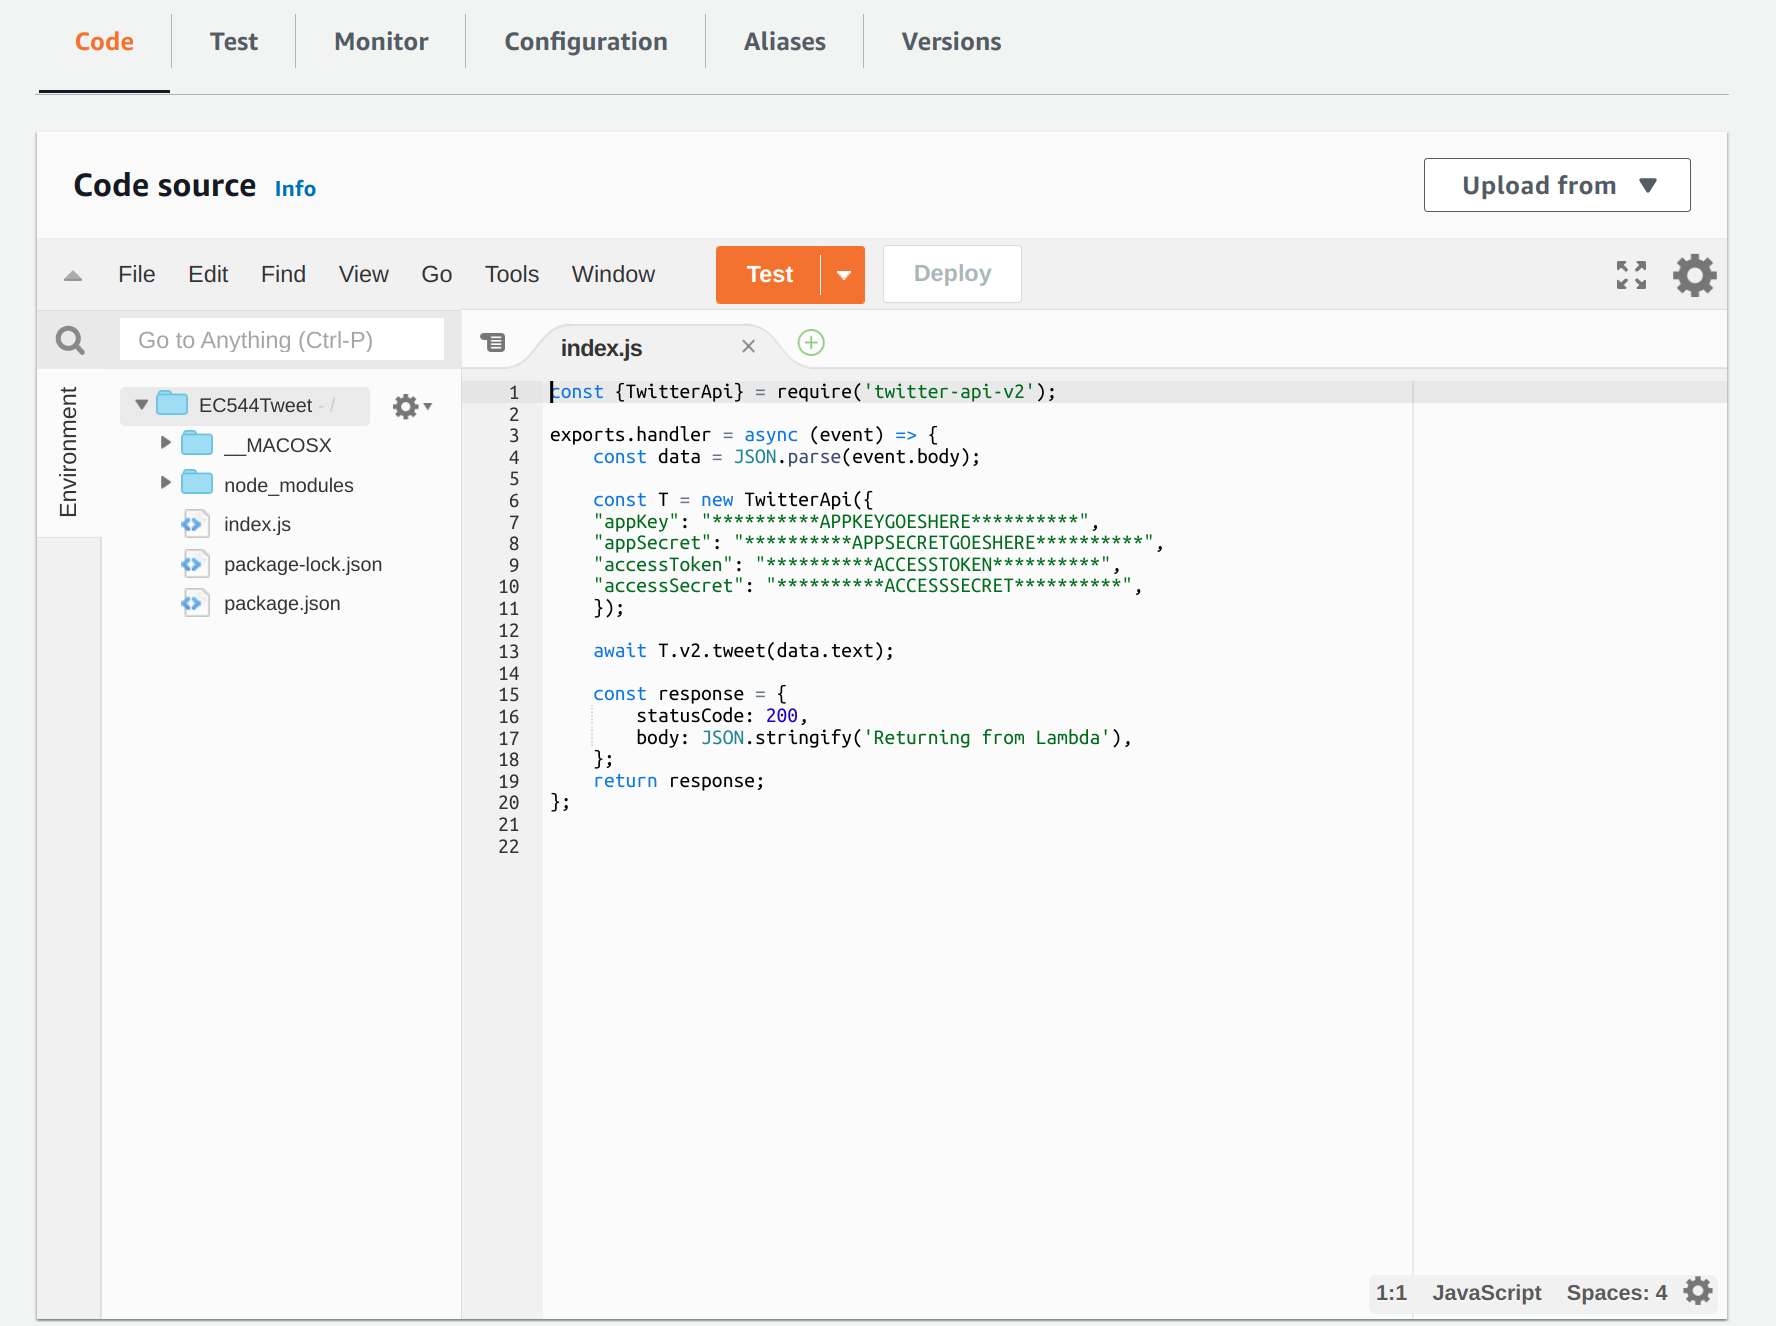 Code
Test
Monitor
Configuration
Aliases
Versions
Code source Info
Upload from
File Edit Find View Go Tools Window
Test
Deploy
Go to Anything (Ctrl-P)
index.js
Environment
EC544Tweet - /
__MACOSX
node_modules
index.js
package-lock.json
package.json
1 const {TwitterApi} = require('twitter-api-v2');
2
3 exports.handler = async (event) => {
4     const data = JSON.parse(event.body);
5
6     const T = new TwitterApi({
7     "appKey": "**********APPKEYGOESHERE**********",
8     "appSecret": "**********APPSECRETGOESHERE**********",
9     "accessToken": "**********ACCESSTOKEN**********",
10     "accessSecret": "**********ACCESSSECRET**********",
11     });
12
13     await T.v2.tweet(data.text);
14
15     const response = {
16         statusCode: 200,
17         body: JSON.stringify('Returning from Lambda'),
18     };
19     return response;
20 };
21
22
1:1 JavaScript Spaces: 4